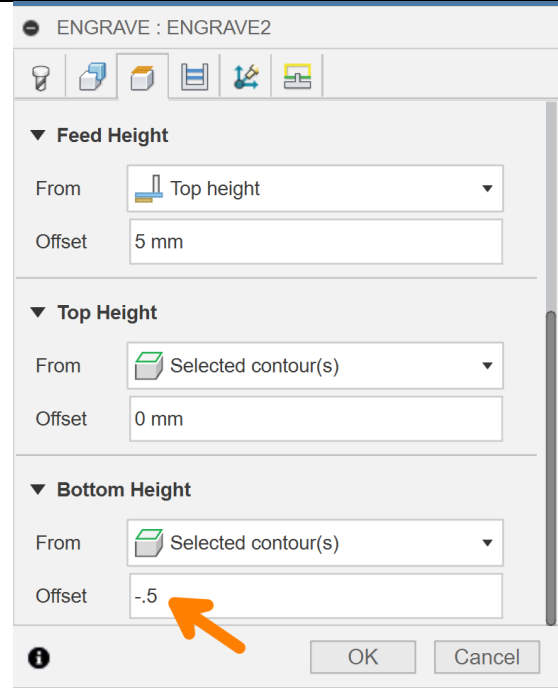 ENGRAVE : ENGRAVE2
Feed Height
From Top height
Offset 5 mm
Top Height
From Selected contour(s)
Offset 0 mm
Bottom Height
From Selected contour(s)
Offset -.5
OK Cancel